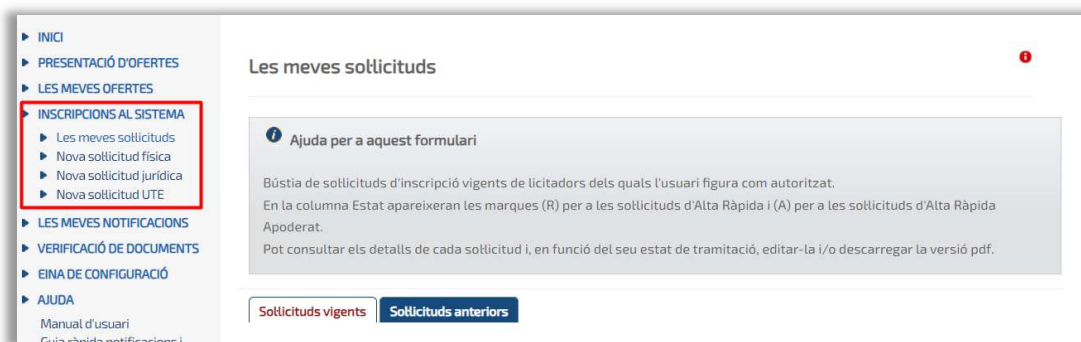 INICI
PRESENTACIÓ D'OFERTES
LES MEVES OFERTES
INSCRIPCIONS AL SISTEMA
Les meves sol·licituds
Nova sol·licitud física
Nova sol·licitud jurídica
Nova sol·licitud UTE
LES MEVES NOTIFICACIONS
VERIFICACIÓ DE DOCUMENTS
EINA DE CONFIGURACIÓ
AJUDA
Manual d'usuari
Guia ràpida notificacions i
Les meves sol·licituds
Ajuda per a aquest formulari
Bústia de sol·licituds d'inscripció vigents de licitadors dels quals l'usuari figura com autoritzat.
En la columna Estat apareixeran les marques (R) per a les sol·licituds d'Alta Ràpida i (A) per a les sol·licituds d'Alta Ràpida
Apoderat.
Pot consultar els detalls de cada sol·licitud i, en funció del seu estat de tramitació, editar-la i/o descarregar la versió pdf.
Sol·licituds vigents
Sol·licituds anteriors